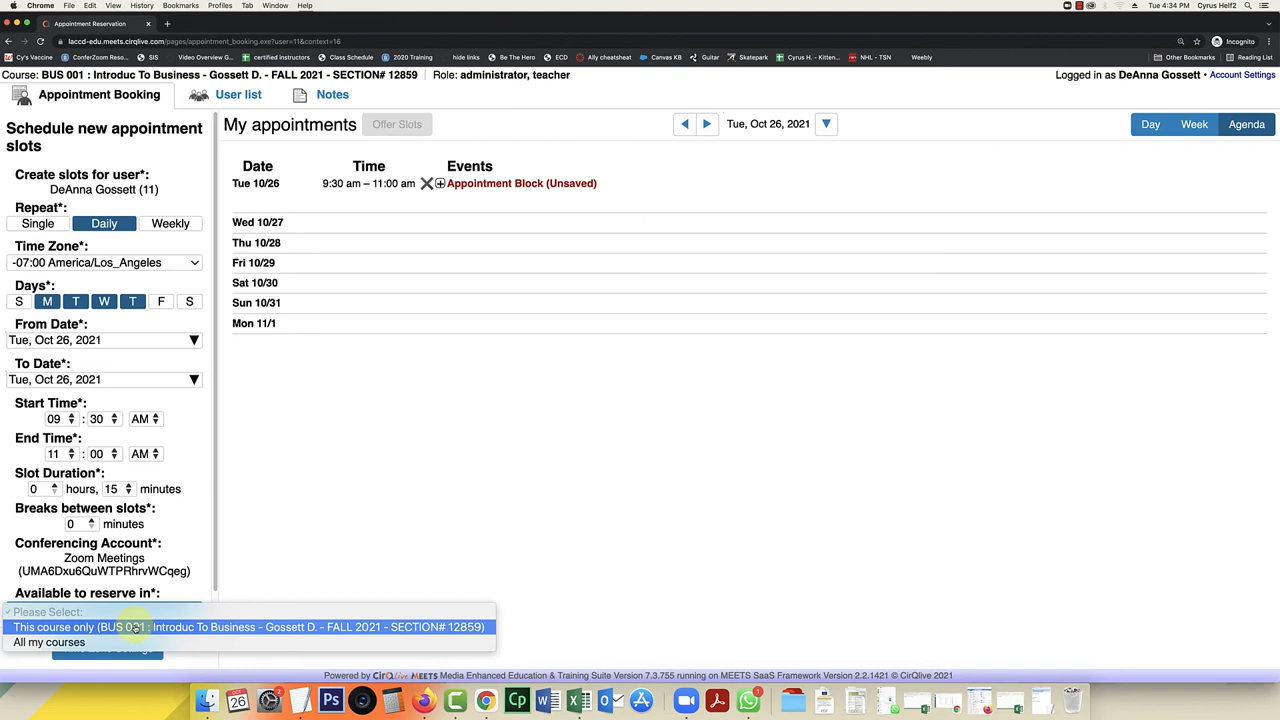 Chrome File Edit View History Bookmarks Profiles Tab Window Help Tue 4:34 PM Cyrus Helf2
Appointment Reservation
laccd-edu.meets.cirqlive.com/pages/appointment_booking.exe?user=11&context=16 Incognito
Cy's Vaccine ConferZoom Reso... SIS Video Overview G... certified instructors Class Schedule 2020 Training hide links Be The Hero ECD Ally cheatsheet Canvas KB Guitar Skatepark Cyrus H. - Kitten... NHL - TSN Weebly Other Bookmarks Reading List
Course: BUS 001 : Introduc To Business - Gossett D. - FALL 2021 - SECTION# 12859 Role: administrator, teacher Logged in as DeAnna Gossett | Account Settings
Appointment Booking User list Notes
Schedule new appointment
slots
My appointments Offer Slots Tue, Oct 26, 2021 Day Week Agenda
Create slots for user*:
DeAnna Gossett (11)
Repeat*:
Single Daily Weekly
Time Zone*:
-07:00 America/Los_Angeles
Days*:
S M T W T F S
From Date*:
Tue, Oct 26, 2021
To Date*:
Tue, Oct 26, 2021
Start Time*:
09 : 30 AM
End Time*:
11 : 00 AM
Slot Duration*:
0 hours, 15 minutes
Breaks between slots*:
0 minutes
Conferencing Account*:
Zoom Meetings
(UMA6Dxu6QuWTPRhrvWCqeg)
Available to reserve in*:
Please Select:
This course only (BUS 001 : Introduc To Business - Gossett D. - FALL 2021 - SECTION# 12859)
All my courses
Date Time Events
Tue 10/26 9:30 am – 11:00 am Appointment Block (Unsaved)
Wed 10/27
Thu 10/28
Fri 10/29
Sat 10/30
Sun 10/31
Mon 11/1
Powered by CirQlive MEETS Media Enhanced Education & Training Suite Version 7.3.755 running on MEETS SaaS Framework Version 2.2.1421 © CirQlive 2021
OCT
26
2
Ps
Cp
1